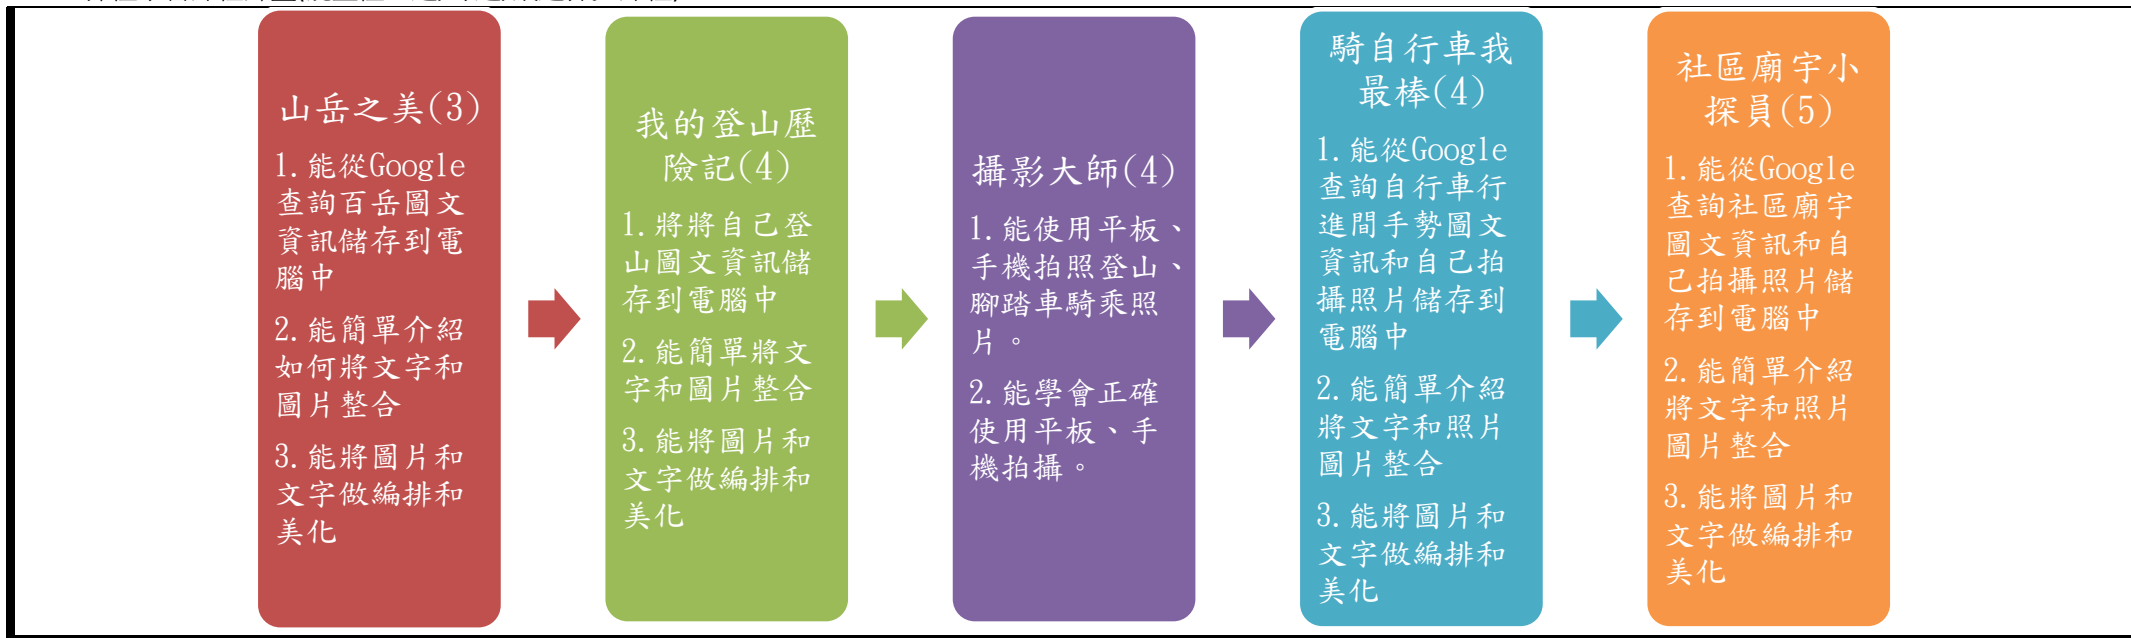 山岳之美(3)
1.能從Google
查詢百岳圖文
資訊儲存到電
腦中
2.能簡單介紹
如何將文字和
圖片整合
3.能將圖片和
文字做編排和
美化
我的登山歷
險記(4)
1.將將自己登
山圖文資訊儲
存到電腦中
2.能簡單將文
字和圖片整合
3.能將圖片和
文字做編排和
美化
攝影大師(4)
1.能使用平板、
手機拍照登山、
腳踏車騎乘照
片。
2.能學會正確
使用平板、手
機拍攝。
騎自行車我
最棒(4)
1.能從Google
查詢自行車行
進間手勢圖文
資訊和自己拍
攝照片儲存到
電腦中
2.能簡單介紹
將文字和照片
圖片整合
3.能將圖片和
文字做編排和
美化
社區廟宇小
探員(5)
1.能從Google
查詢社區廟宇
圖文資訊和自
己拍攝照片儲
存到電腦中
2.能簡單介紹
將文字和照片
圖片整合
3.能將圖片和
文字做編排和
美化